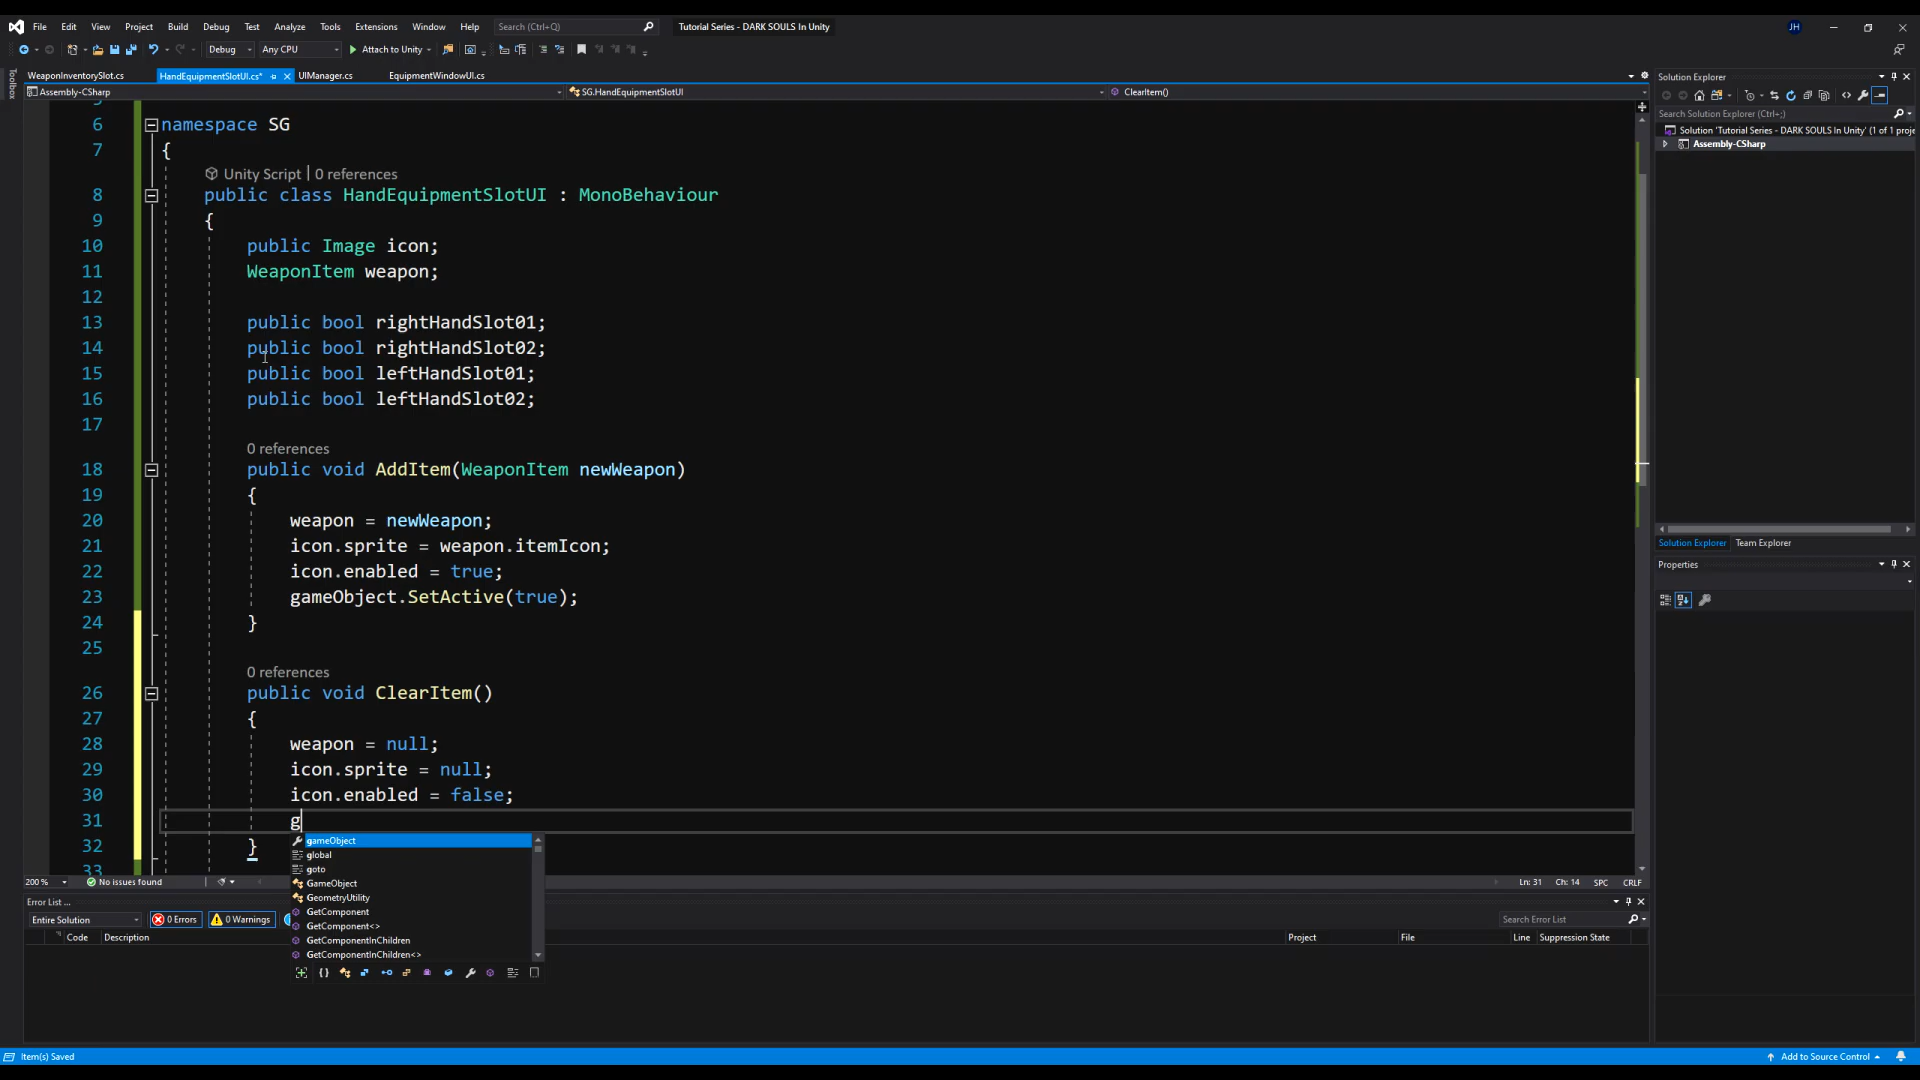 File Edit View Project Build Debug Test Analyze Tools Extensions Window Help Search (Ctrl+Q) Tutorial Series - DARK SOULS In Unity JH
Debug Any CPU Attach to Unity
Toolbox
WeaponInventorySlot.cs HandEquipmentSlotUI.cs* UIManager.cs EquipmentWindowUI.cs
Assembly-CSharp SG.HandEquipmentSlotUI ClearItem()
6 namespace SG
7 {
Unity Script | 0 references
8 public class HandEquipmentSlotUI : MonoBehaviour
9 {
10 public Image icon;
11 WeaponItem weapon;
12
13 public bool rightHandSlot01;
14 public bool rightHandSlot02;
15 public bool leftHandSlot01;
16 public bool leftHandSlot02;
17
0 references
18 public void AddItem(WeaponItem newWeapon)
19 {
20 weapon = newWeapon;
21 icon.sprite = weapon.itemIcon;
22 icon.enabled = true;
23 gameObject.SetActive(true);
24 }
25
0 references
26 public void ClearItem()
27 {
28 weapon = null;
29 icon.sprite = null;
30 icon.enabled = false;
31 g
32 }
33
gameObject
global
goto
GameObject
GeometryUtility
GetComponent
GetComponent<>
GetComponentInChildren
GetComponentInChildren<>
200 % No issues found Ln: 31 Ch: 14 SPC CRLF
Error List ...
Entire Solution 0 Errors 0 Warnings Search Error List
Code Description Project File Line Suppression State
Solution Explorer
Search Solution Explorer (Ctrl+;)
Solution 'Tutorial Series - DARK SOULS In Unity' (1 of 1 proje
Assembly-CSharp
Solution Explorer Team Explorer
Properties
Item(s) Saved Add to Source Control